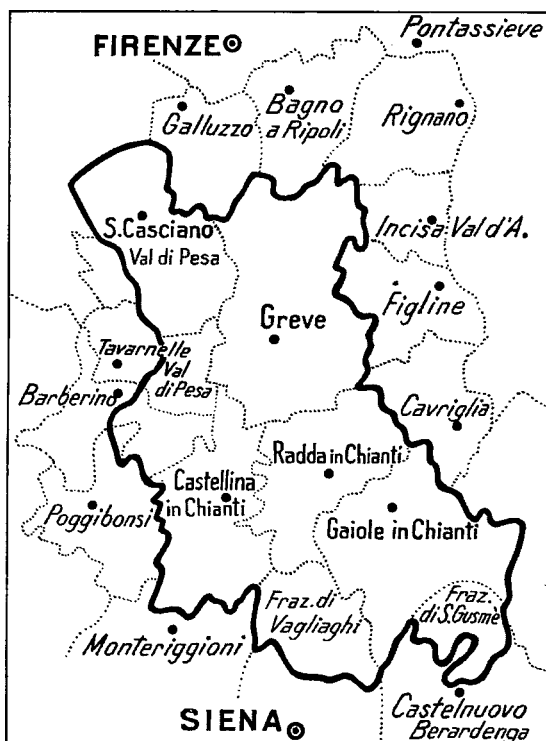 Pontassieve
FIRENZE
Bagno
a Ripoli
Galluzzo
Rignano
S. Casciano
Val di Pesa
Incisa Val d'A.
Figline
Greve
Tavarnelle
Val
di Pesa
Barberino
Cavriglia
Radda in Chianti
Castellina
in Chianti
Poggibonsi
Gaiole in Chianti
Fraz. di
Vagliaghi
Fraz.
di S. Gusmè
Monteriggioni
Castelnuovo
Berardenga
SIENA